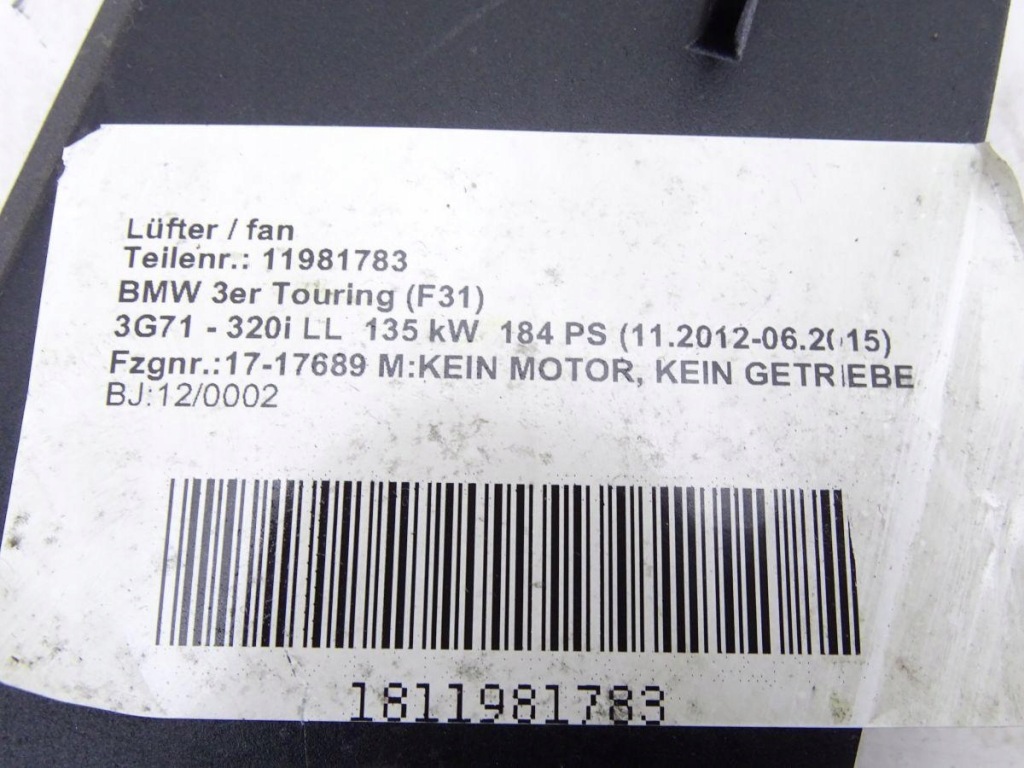 Lüfter / fan
Teilenr.: 11981783
BMW 3er Touring (F31)
3G71 - 320i LL 135 kW 184 PS (11.2012-06.2015)
Fzgnr.:17-17689 M:KEIN MOTOR, KEIN GETRIEBE
BJ:12/0002
1811981783